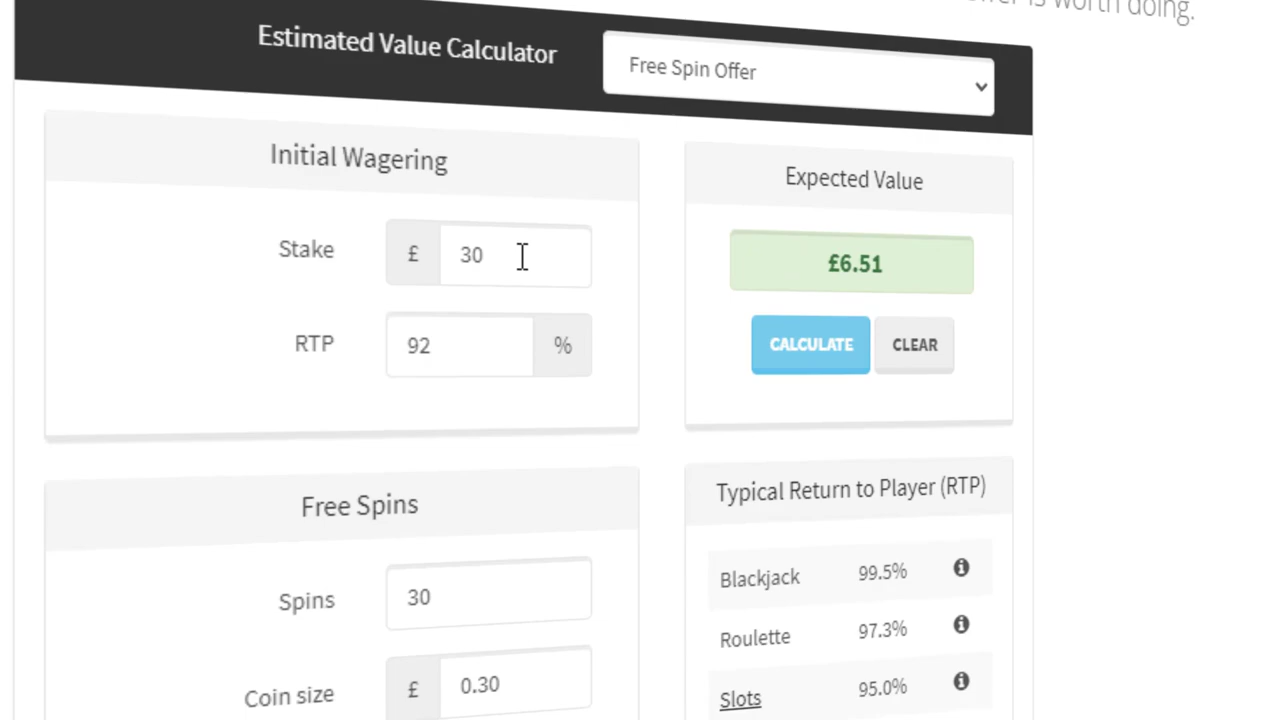 is worth doing.
Estimated Value Calculator
Free Spin Offer
Initial Wagering
Stake £ 30
RTP 92 %
Expected Value
£6.51
CALCULATE CLEAR
Free Spins
Spins 30
Coin size £ 0.30
Typical Return to Player (RTP)
Blackjack 99.5%
Roulette 97.3%
Slots 95.0%